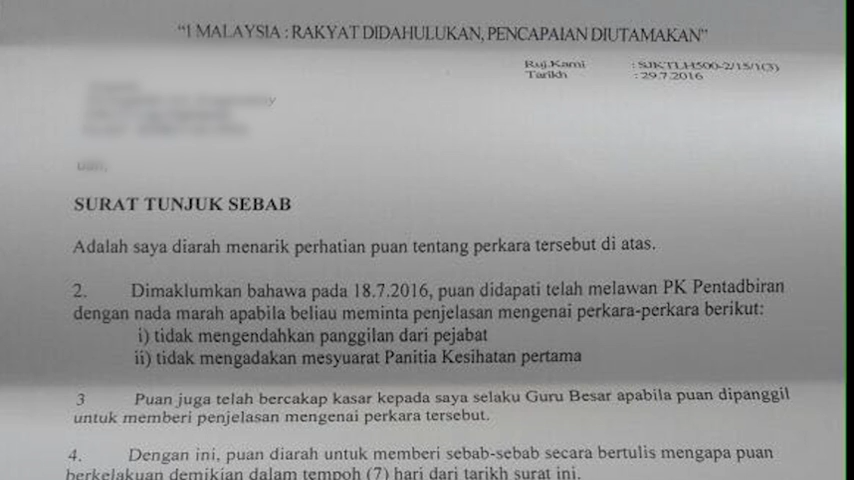 "1 MALAYSIA : RAKYAT DIDAHULUKAN, PENCAPAIAN DIUTAMAKAN"
Ruj.Kami : SJKTLH500-2/15/1(3)
Tarikh : 29.7.2016
SURAT TUNJUK SEBAB
Adalah saya diarah menarik perhatian puan tentang perkara tersebut di atas.
2. Dimaklumkan bahawa pada 18.7.2016, puan didapati telah melawan PK Pentadbiran
dengan nada marah apabila beliau meminta penjelasan mengenai perkara-perkara berikut:
i) tidak mengendahkan panggilan dari pejabat
ii) tidak mengadakan mesyuarat Panitia Kesihatan pertama
3 Puan juga telah bercakap kasar kepada saya selaku Guru Besar apabila puan dipanggil
untuk memberi penjelasan mengenai perkara tersebut.
4. Dengan ini, puan diarah untuk memberi sebab-sebab secara bertulis mengapa puan
berkelakuan demikian dalam tempoh (7) hari dari tarikh surat ini.